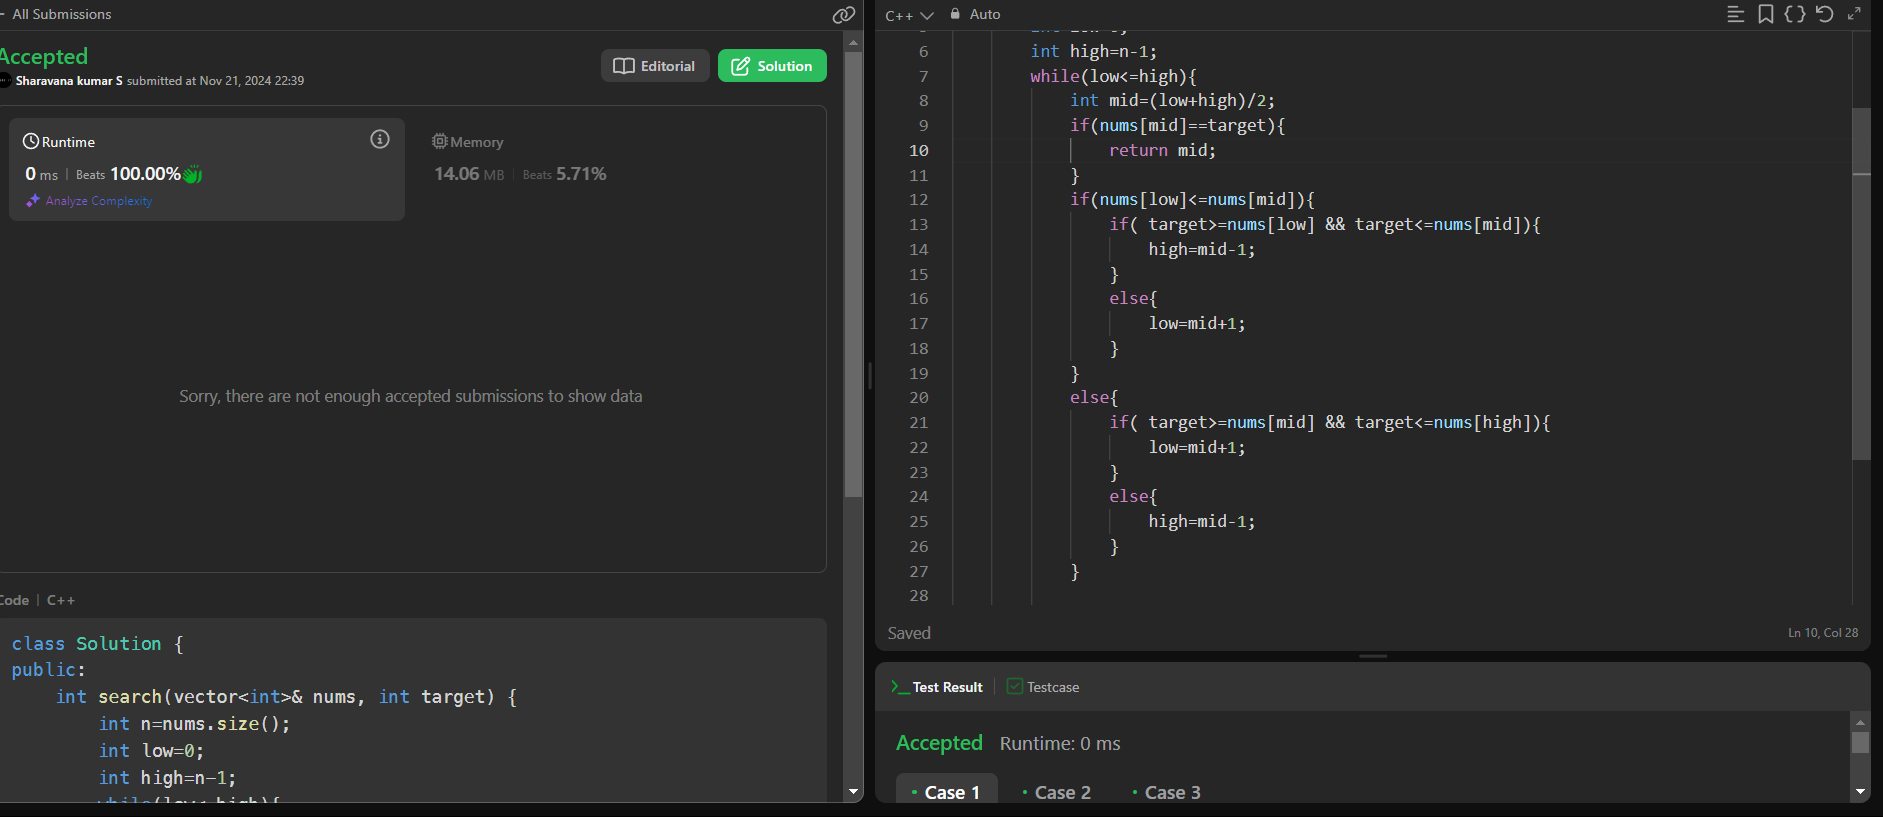 All Submissions
Accepted
Sharavana kumar S submitted at Nov 21, 2024 22:39
Editorial
Solution
Runtime
0 ms | Beats 100.00%
Analyze Complexity
Memory
14.06 MB | Beats 5.71%
Sorry, there are not enough accepted submissions to show data
Code | C++
class Solution {
public:
    int search(vector<int>& nums, int target) {
        int n=nums.size();
        int low=0;
        int high=n-1;
C++ Auto
6 int high=n-1;
7 while(low<=high){
8     int mid=(low+high)/2;
9     if(nums[mid]==target){
10         return mid;
11     }
12     if(nums[low]<=nums[mid]){
13         if( target>=nums[low] && target<=nums[mid]){
14             high=mid-1;
15         }
16         else{
17             low=mid+1;
18         }
19     }
20     else{
21         if( target>=nums[mid] && target<=nums[high]){
22             low=mid+1;
23         }
24         else{
25             high=mid-1;
26         }
27     }
28
Saved
Ln 10, Col 28
Test Result | Testcase
Accepted Runtime: 0 ms
• Case 1 • Case 2 • Case 3